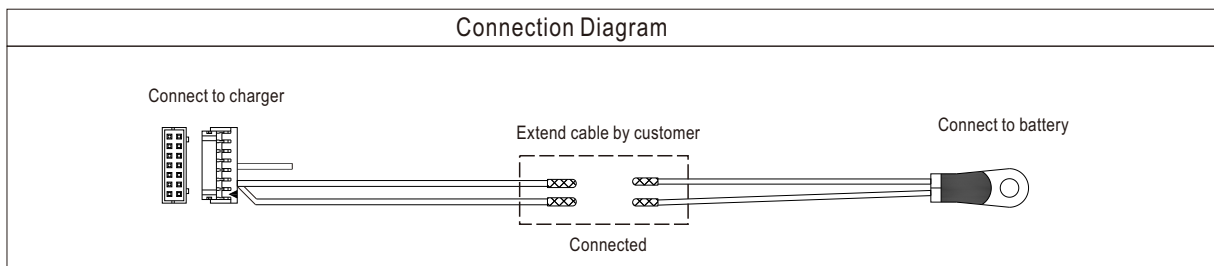 Connection Diagram
Connect to charger
Extend cable by customer
Connect to battery
Connected